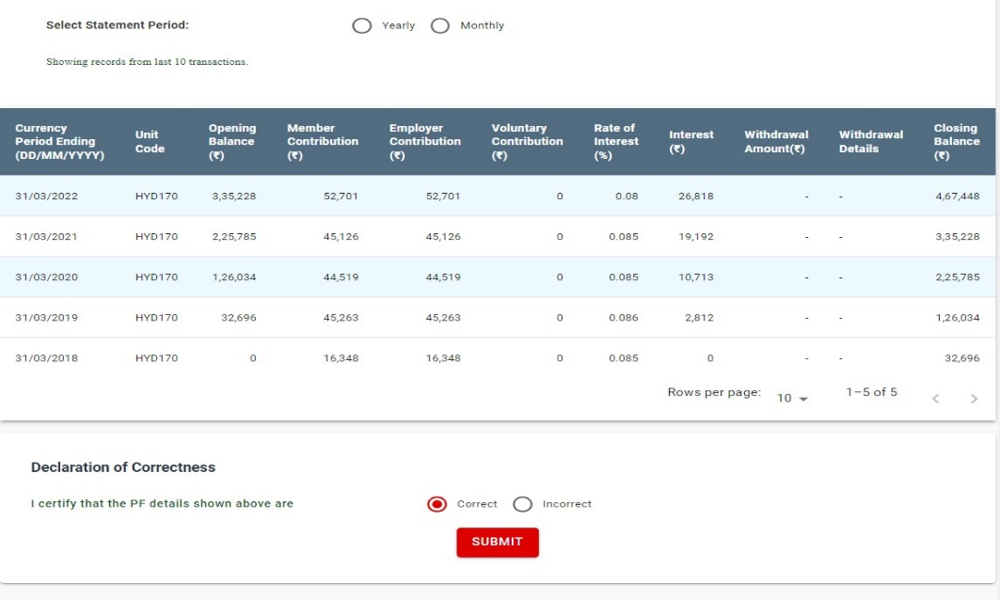 Select Statement Period: Yearly Monthly
Showing records from last 10 transactions.
Currency Period Ending (DD/MM/YYYY) Unit Code Opening Balance (₹) Member Contribution (₹) Employer Contribution (₹) Voluntary Contribution (₹) Rate of Interest (%) Interest (₹) Withdrawal Amount(₹) Withdrawal Details Closing Balance (₹)
31/03/2022 HYD170 3,35,228 52,701 52,701 0 0.08 26,818 - - 4,67,448
31/03/2021 HYD170 2,25,785 45,126 45,126 0 0.085 19,192 - - 3,35,228
31/03/2020 HYD170 1,26,034 44,519 44,519 0 0.085 10,713 - - 2,25,785
31/03/2019 HYD170 32,696 45,263 45,263 0 0.086 2,812 - - 1,26,034
31/03/2018 HYD170 0 16,348 16,348 0 0.085 0 - - 32,696
Rows per page: 10 1–5 of 5 < >
Declaration of Correctness
I certify that the PF details shown above are Correct Incorrect
SUBMIT